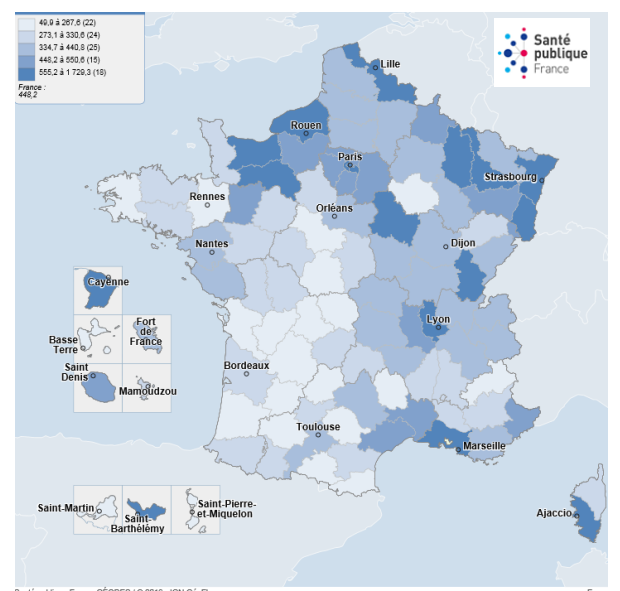 49,9 à 267,6 (22)
273,1 à 330,6 (24)
334,7 à 440,8 (25)
448,2 à 550,6 (15)
555,2 à 1 729,3 (18)
France :
448,2
Santé
publique
France
Lille
Rouen
Paris
Strasbourg
Rennes
Orléans
Nantes
Dijon
Cayenne
Lyon
Fort
de
France
Basse
Terre
Saint
Denis
Mamoudzou
Bordeaux
Toulouse
Marseille
Saint-Martin
Saint-
Barthélémy
Saint-Pierre-
et-Miquelon
Ajaccio